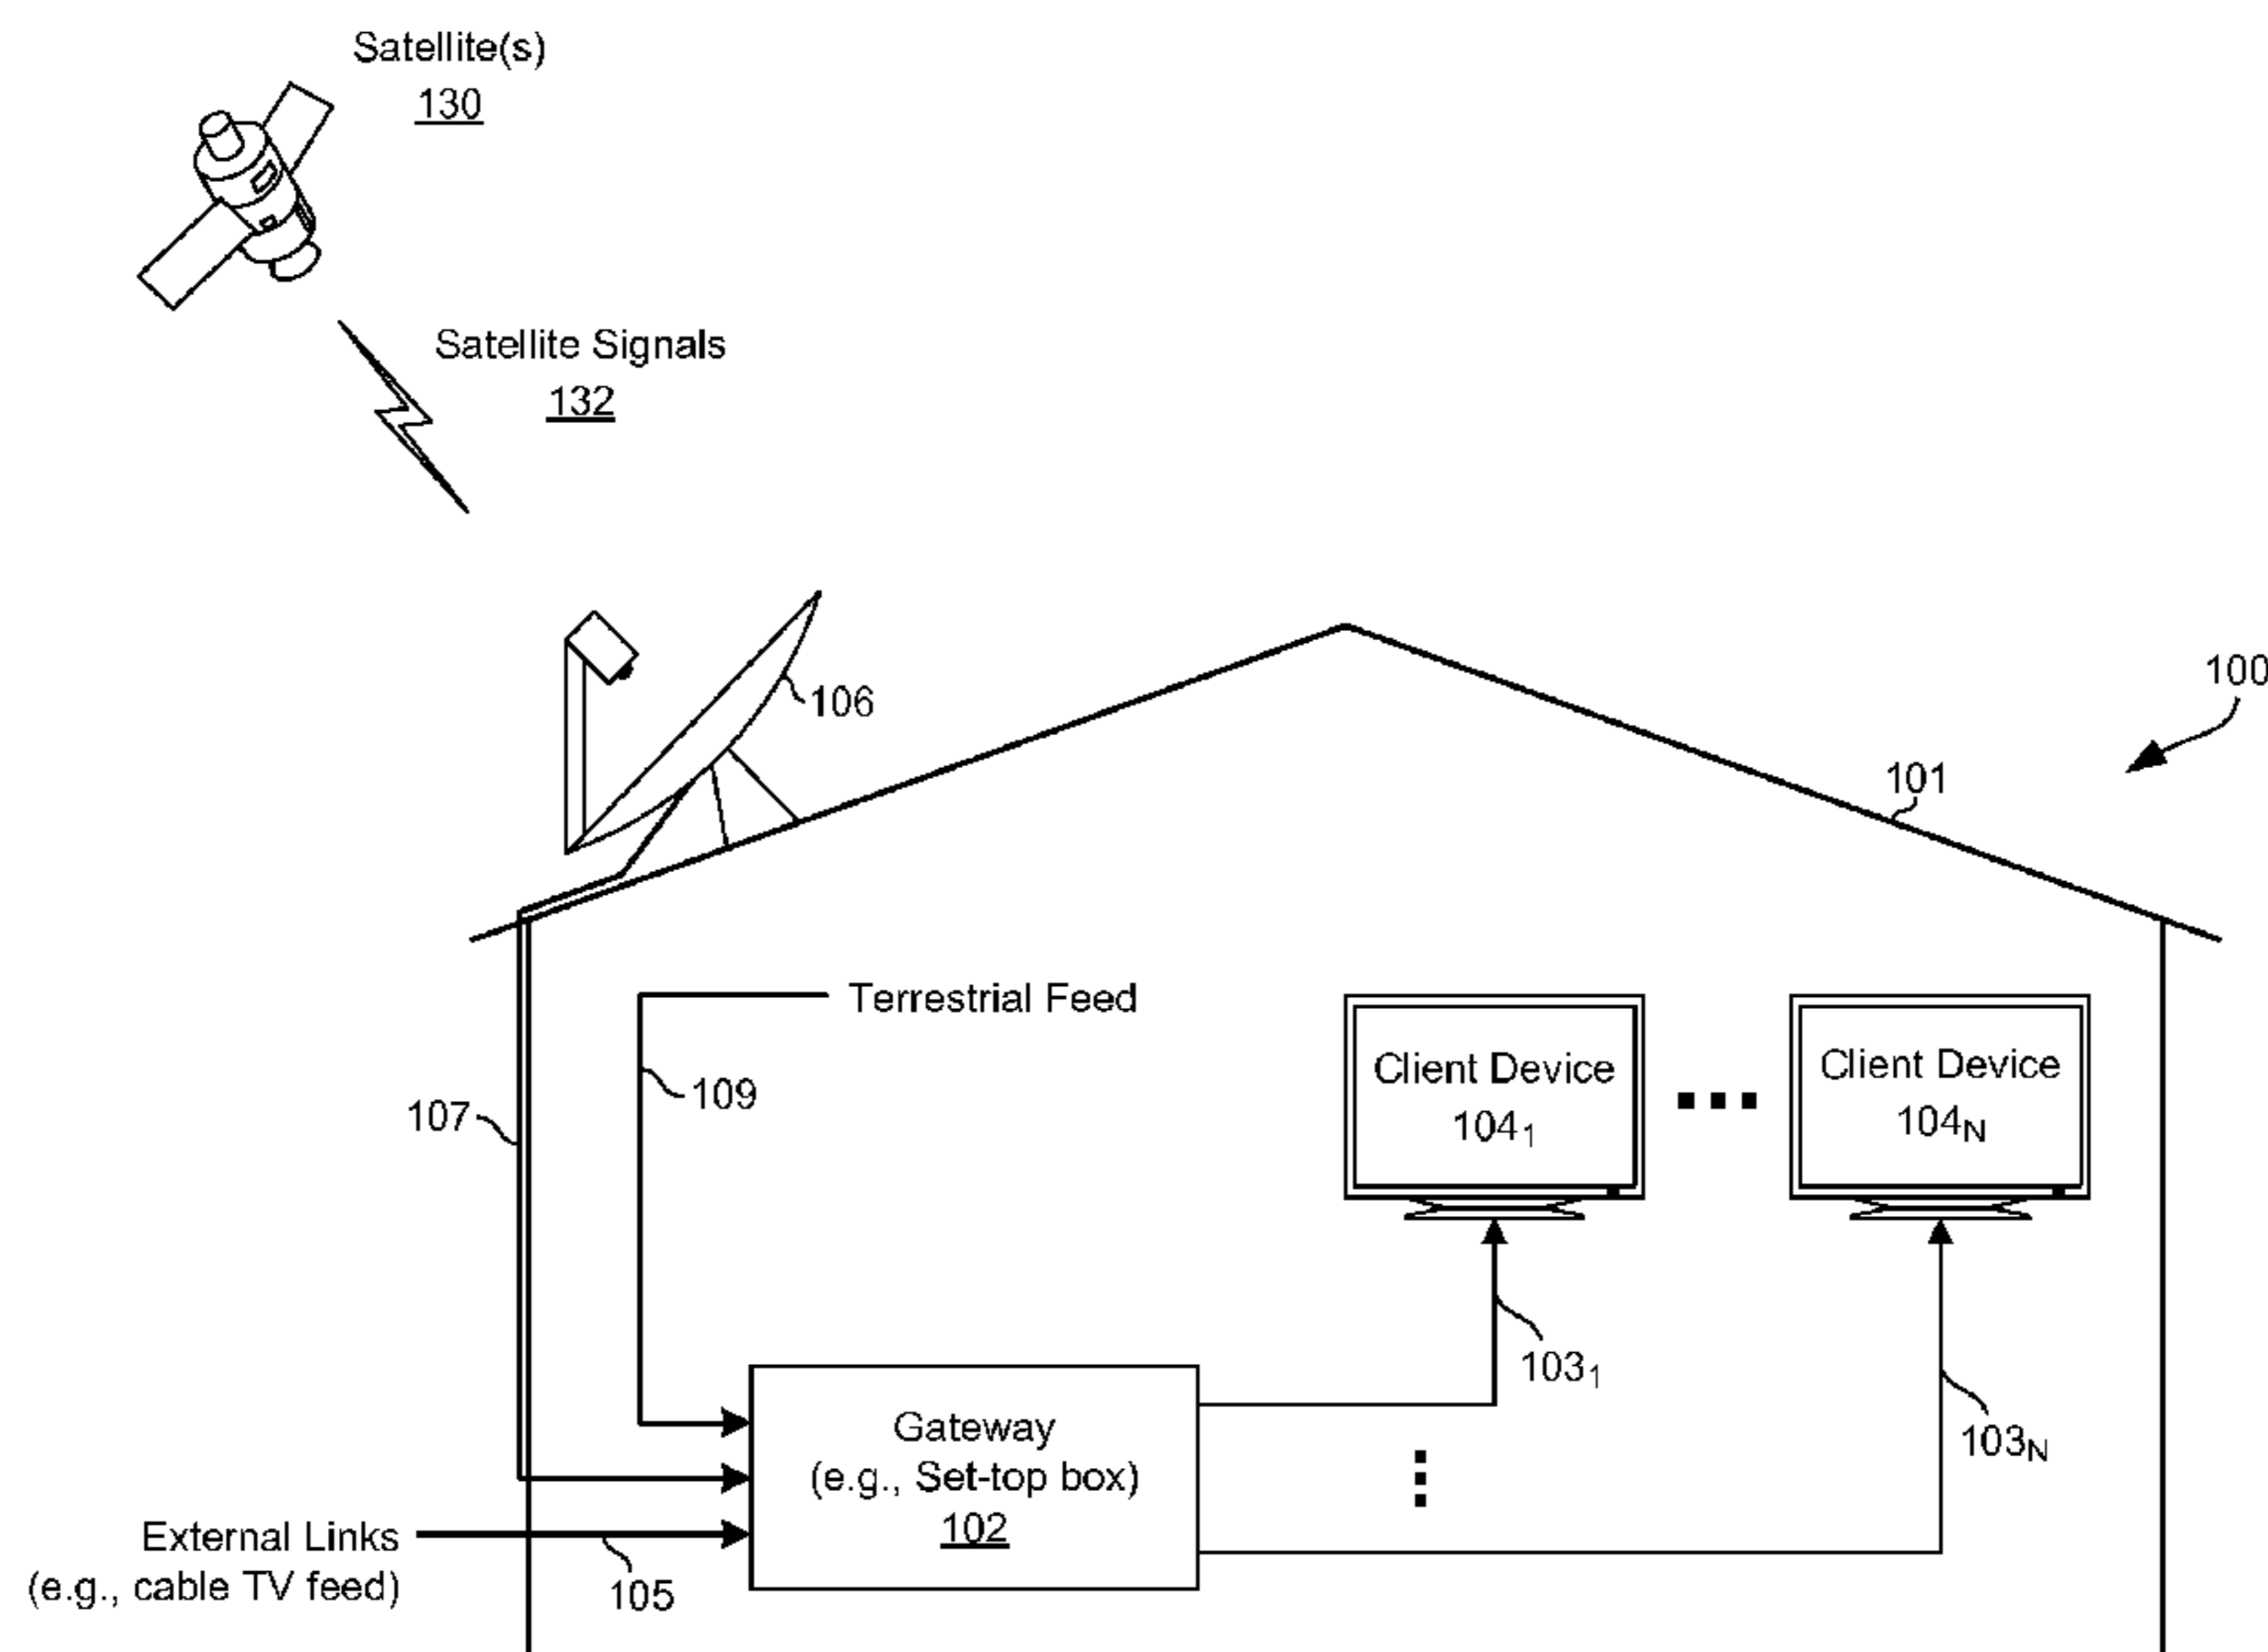 Satellite(s)
130
Satellite Signals
132
106
100
101
Terrestrial Feed
109
107
Client Device
104₁
Client Device
104N
103₁
103N
Gateway
(e.g., Set-top box)
102
External Links
(e.g., cable TV feed)
105